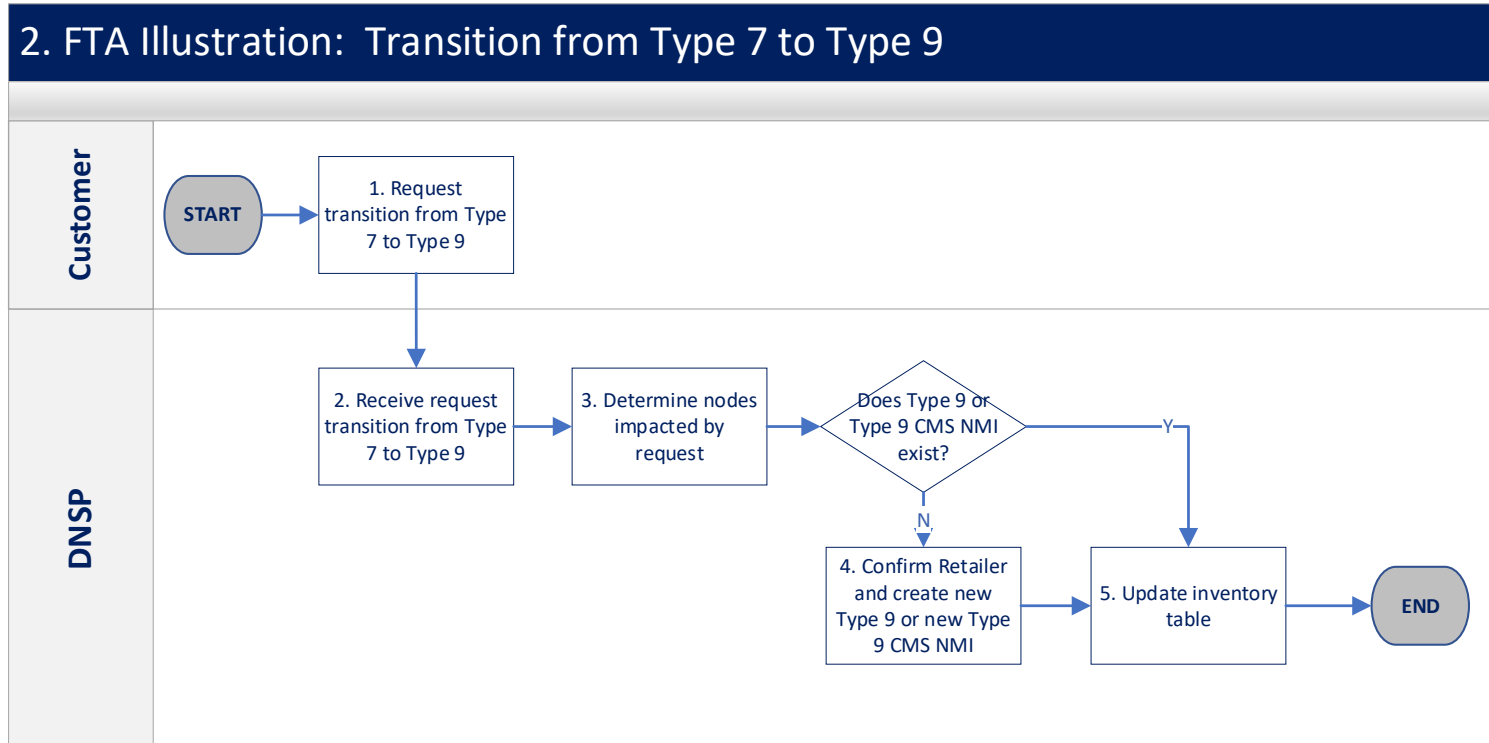 2. FTA Illustration:  Transition from Type 7 to Type 9
Customer
START
1. Request
transition from Type
7 to Type 9
DNSP
2. Receive request
transition from Type
7 to Type 9
3. Determine nodes
impacted by
request
Does Type 9 or
Type 9 CMS NMI
exist?
Y
N
4. Confirm Retailer
and create new
Type 9 or new Type
9 CMS NMI
5. Update inventory
table
END